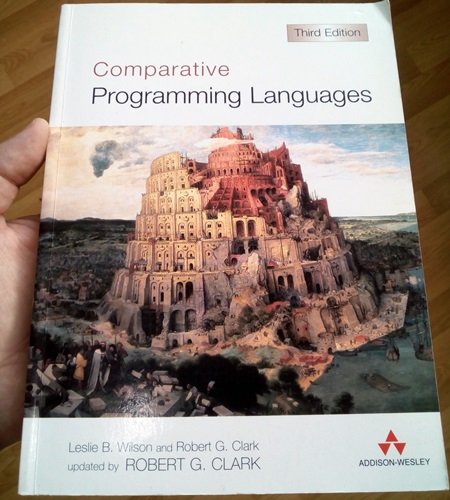 Third Edition
Comparative
Programming Languages
Leslie B. Wilson and Robert G. Clark
updated by ROBERT G. CLARK
ADDISON-WESLEY